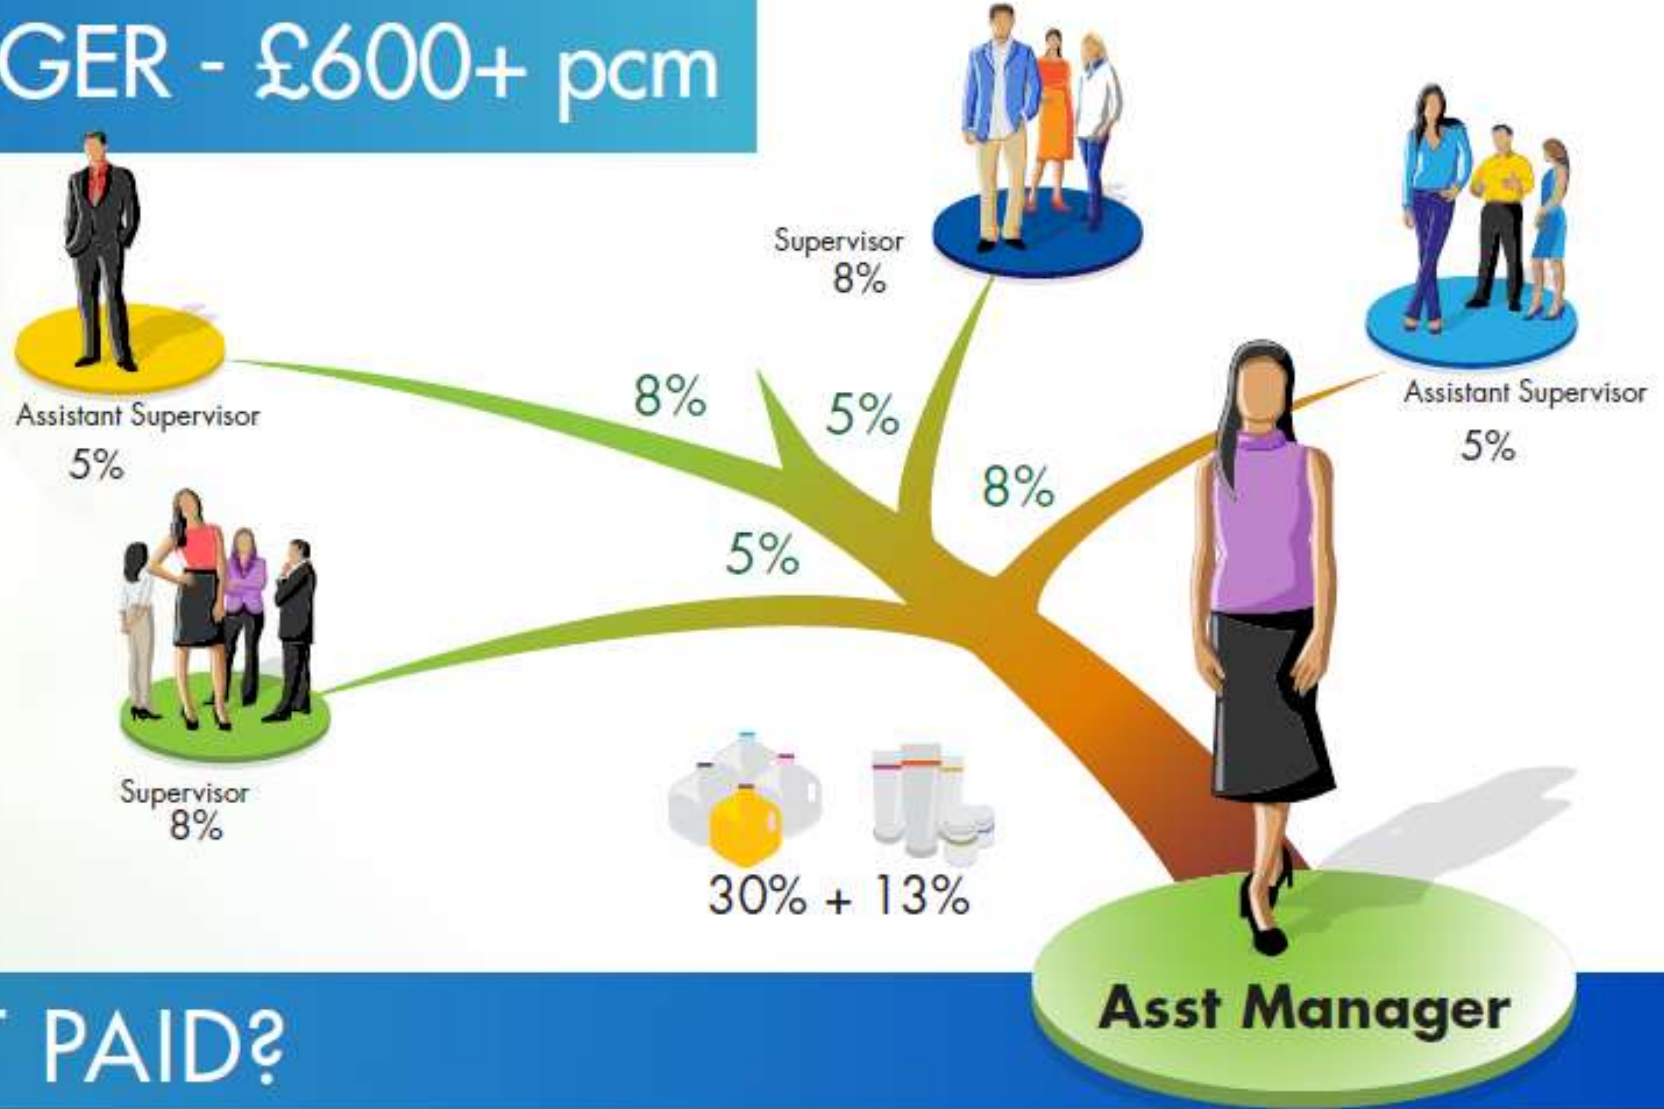 GER - £600+ pcm
Supervisor
8%
Assistant Supervisor
5%
Assistant Supervisor
5%
8%
5%
8%
5%
Supervisor
8%
30% + 13%
Asst Manager
PAID?